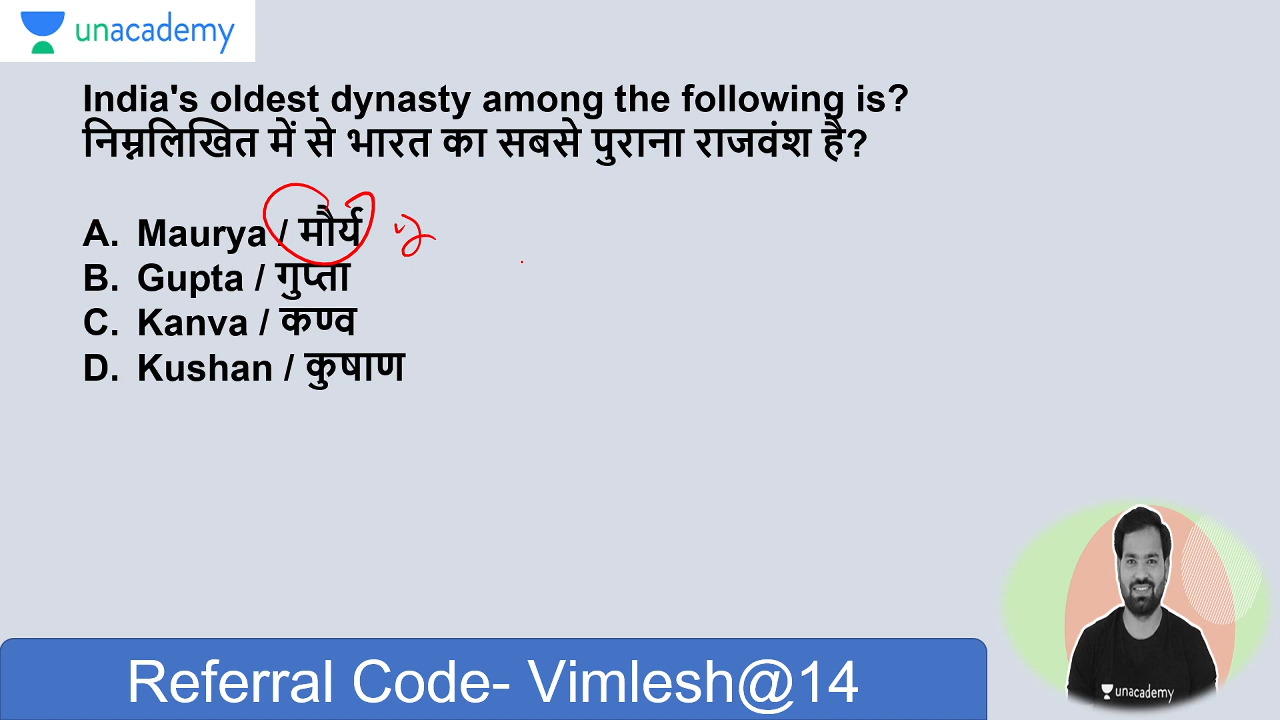 unacademy
India's oldest dynasty among the following is?
निम्नलिखित में से भारत का सबसे पुराना राजवंश है?
A. Maurya / मौर्य
B. Gupta / गुप्ता
C. Kanva / कण्व
D. Kushan / कुषाण
unacademy
Referral Code- Vimlesh@14